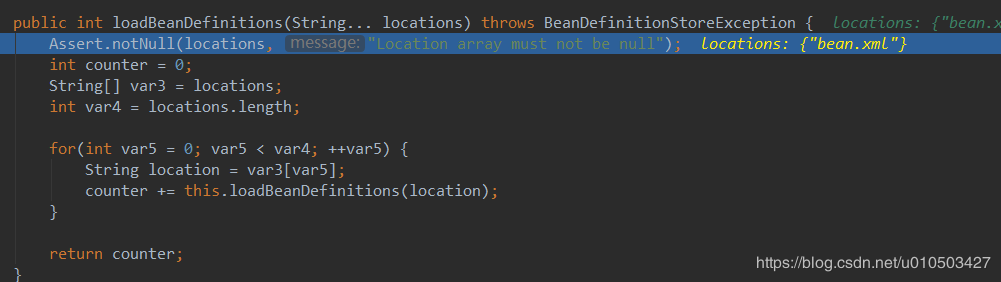 public int loadBeanDefinitions(String... locations) throws BeanDefinitionStoreException {  locations: {"bean.x
    Assert.notNull(locations, message: "Location array must not be null");  locations: {"bean.xml"}
    int counter = 0;
    String[] var3 = locations;
    int var4 = locations.length;

    for(int var5 = 0; var5 < var4; ++var5) {
        String location = var3[var5];
        counter += this.loadBeanDefinitions(location);
    }

    return counter;
}
https://blog.csdn.net/u010503427